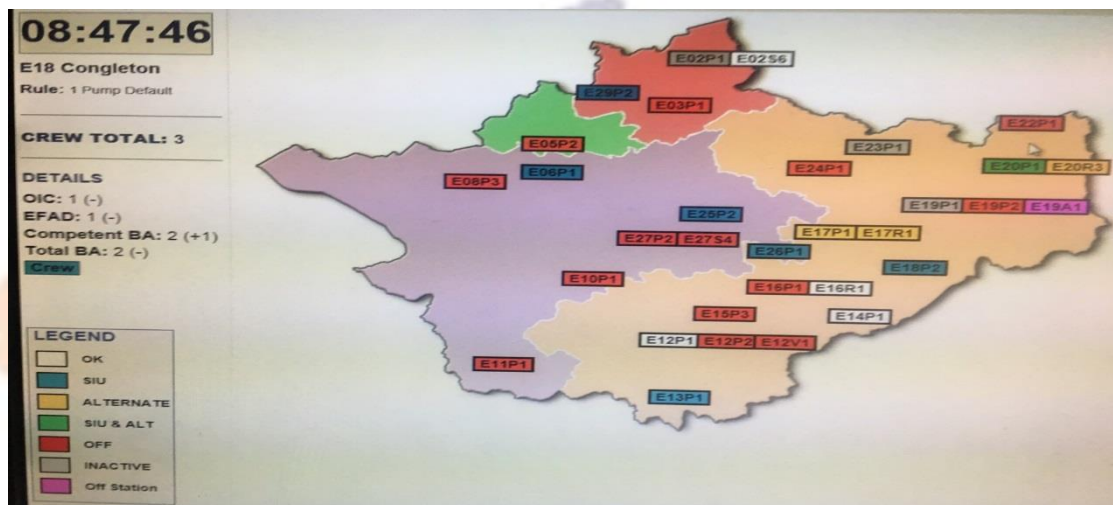 08:47:46
E18 Congleton
Rule: 1 Pump Default
CREW TOTAL: 3
DETAILS
OIC: 1 (-)
EFAD: 1 (-)
Competent BA: 2 (+1)
Total BA: 2 (-)
Crew
LEGEND
OK
SIU
ALTERNATE
SIU & ALT
OFF
INACTIVE
Off Station
E02P1 E02S6
E29P2
E03P1
E22P1
E05P2
E23P1
E06P1
E24P1
E20P1 E20R3
E08P3
E19P1 E19P2 E19A1
E25P2
E17P1 E17R1
E27P2 E27S4
E26P1
E18P2
E10P1
E16P1 E16R1
E15P3
E14P1
E12P1 E12P2 E12V1
E11P1
E13P1